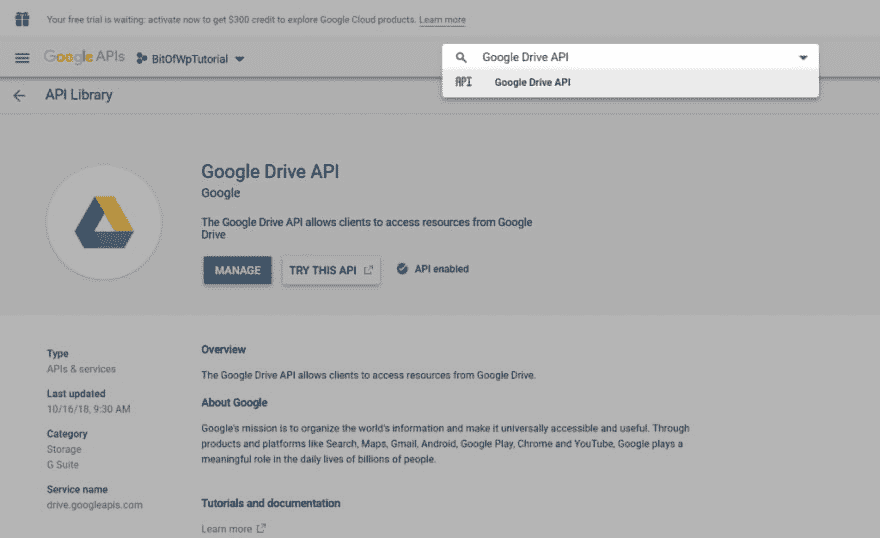 Your free trial is waiting: activate now to get $300 credit to explore Google Cloud products. Learn more
Google APIs BitOfWpTutorial Google Drive API
API Google Drive API
API Library
Google Drive API
Google
The Google Drive API allows clients to access resources from Google
Drive
MANAGE TRY THIS API API enabled
Type
APIs & services
Last updated
10/16/18, 9:30 AM
Category
Storage
G Suite
Service name
drive.googleapis.com
Overview
The Google Drive API allows clients to access resources from Google Drive.
About Google
Google's mission is to organize the world's information and make it universally accessible and useful. Through
products and platforms like Search, Maps, Gmail, Android, Google Play, Chrome and YouTube, Google plays a
meaningful role in the daily lives of billions of people.
Tutorials and documentation
Learn more